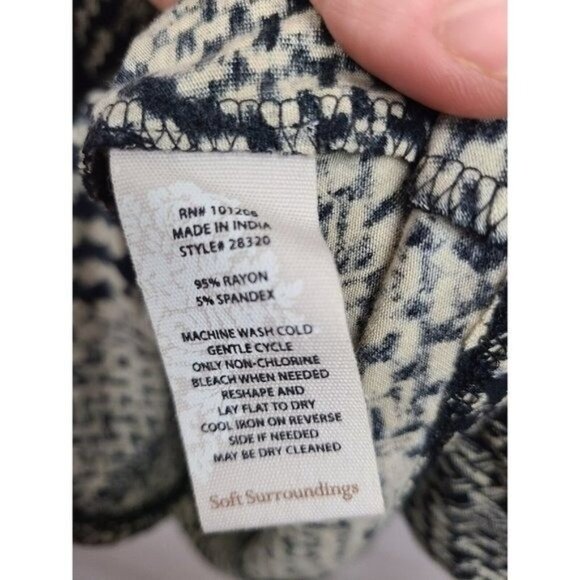 RN# 101268
MADE IN INDIA
STYLE# 28320
95% RAYON
5% SPANDEX
MACHINE WASH COLD
GENTLE CYCLE
ONLY NON-CHLORINE
BLEACH WHEN NEEDED
RESHAPE AND
LAY FLAT TO DRY
COOL IRON ON REVERSE
SIDE IF NEEDED
MAY BE DRY CLEANED
Soft Surroundings